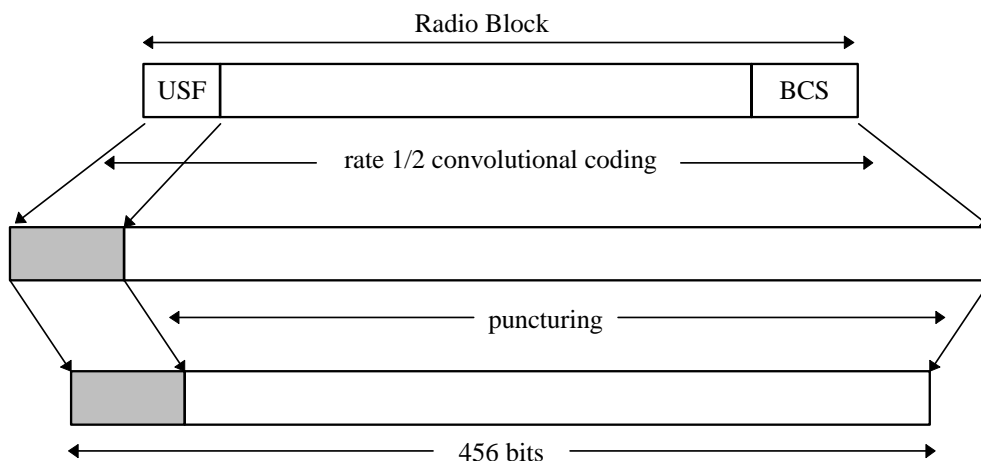 Radio Block
USF
BCS
rate 1/2 convolutional coding
puncturing
456 bits